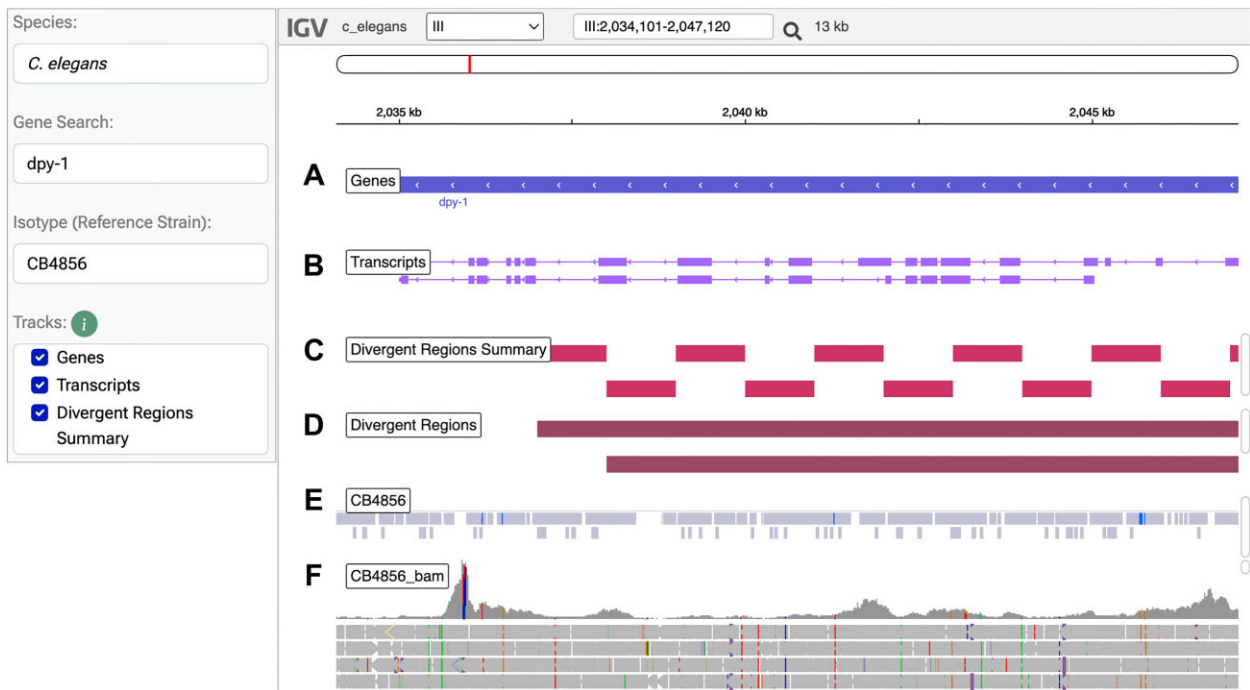 Species:
C. elegans
Gene Search:
dpy-1
Isotype (Reference Strain):
CB4856
Tracks: i
Genes
Transcripts
Divergent Regions
Summary
IGV c_elegans III III:2,034,101-2,047,120 13 kb
2,035 kb 2,040 kb 2,045 kb
A Genes
dpy-1
B Transcripts
C Divergent Regions Summary
D Divergent Regions
E CB4856
F CB4856_bam